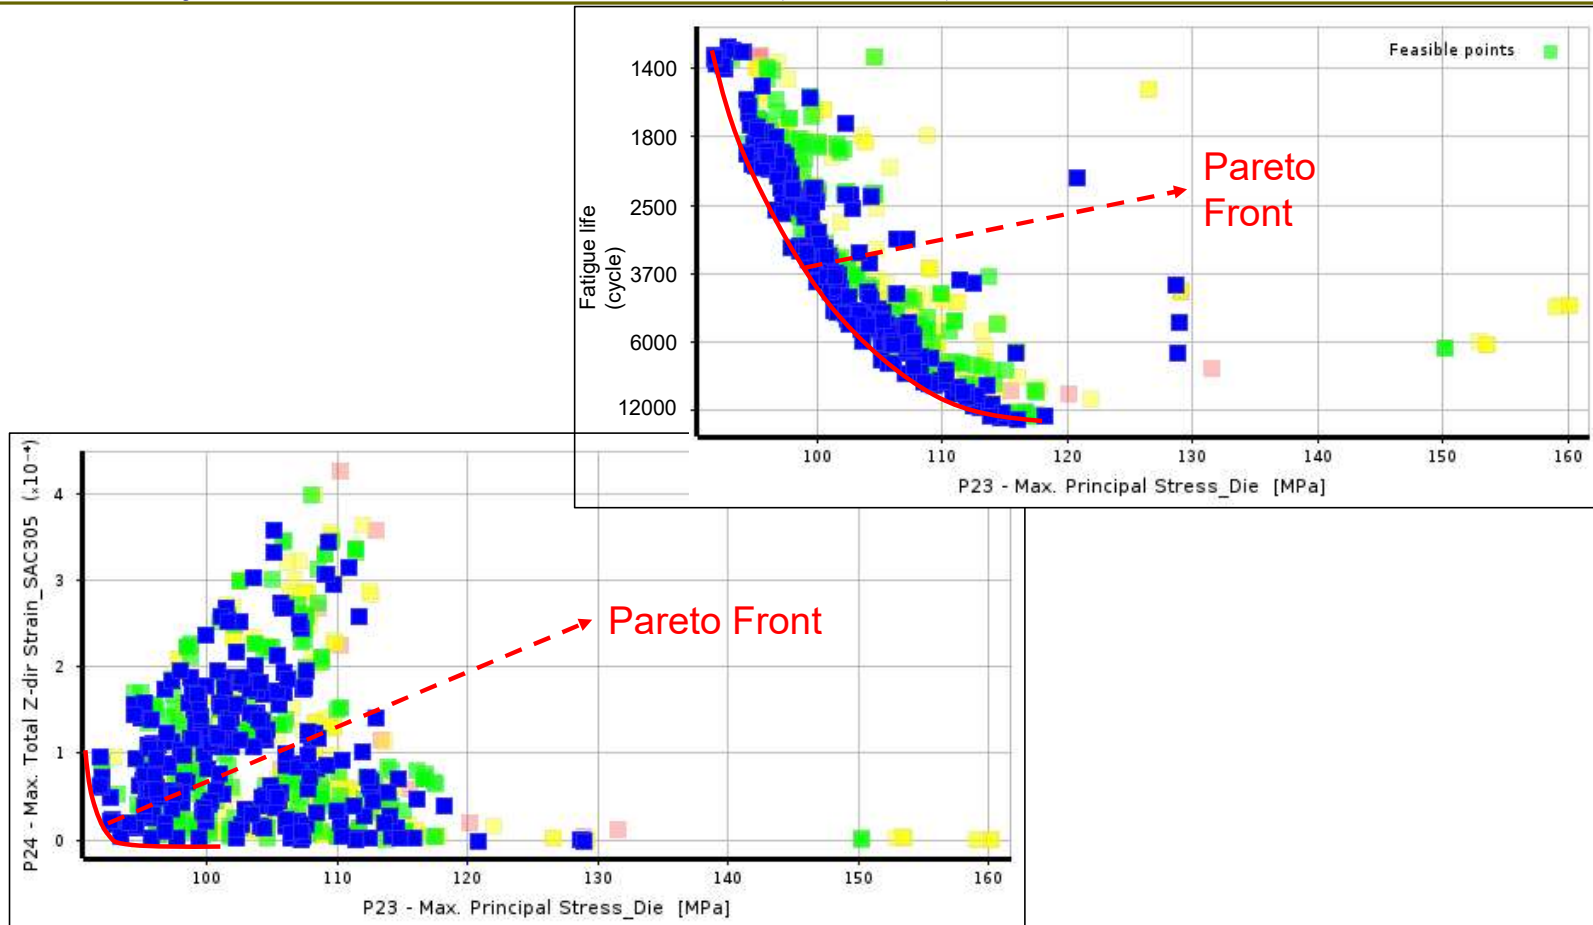 Feasible points
1400
1800
2500
3700
6000
12000
Fatigue life
(cycle)
Pareto
Front
100
110
120
130
140
150
160
P23 - Max. Principal Stress_Die [MPa]
P24 - Max. Total Z-dir Strain_SAC305 (×10⁻⁴)
4
3
2
1
0
Pareto Front
100
110
120
130
140
150
160
P23 - Max. Principal Stress_Die [MPa]